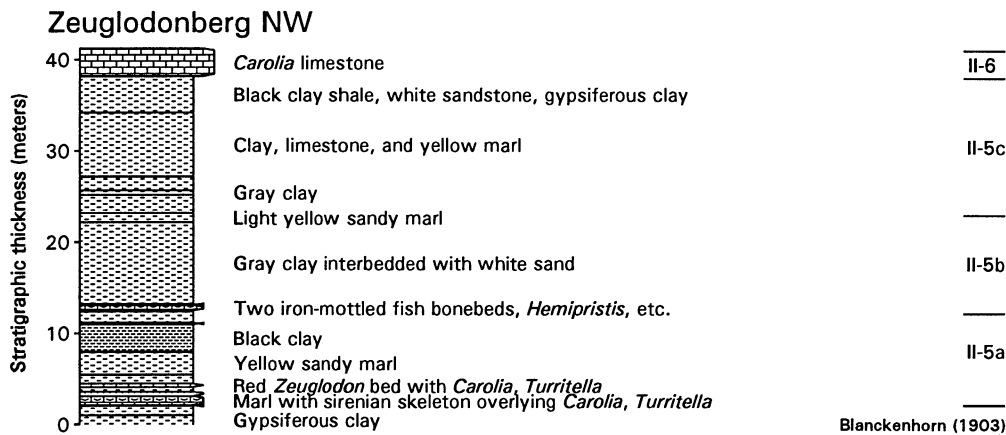 Zeuglodonberg NW
Stratigraphic thickness (meters)
40
Carolia limestone
II-6
Black clay shale, white sandstone, gypsiferous clay
30
Clay, limestone, and yellow marl
II-5c
Gray clay
Light yellow sandy marl
20
Gray clay interbedded with white sand
II-5b
Two iron-mottled fish bonebeds, Hemipristis, etc.
10
Black clay
II-5a
Yellow sandy marl
Red Zeuglodon bed with Carolia, Turritella
Marl with sirenian skeleton overlying Carolia, Turritella
0
Gypsiferous clay
Blanckenhorn (1903)